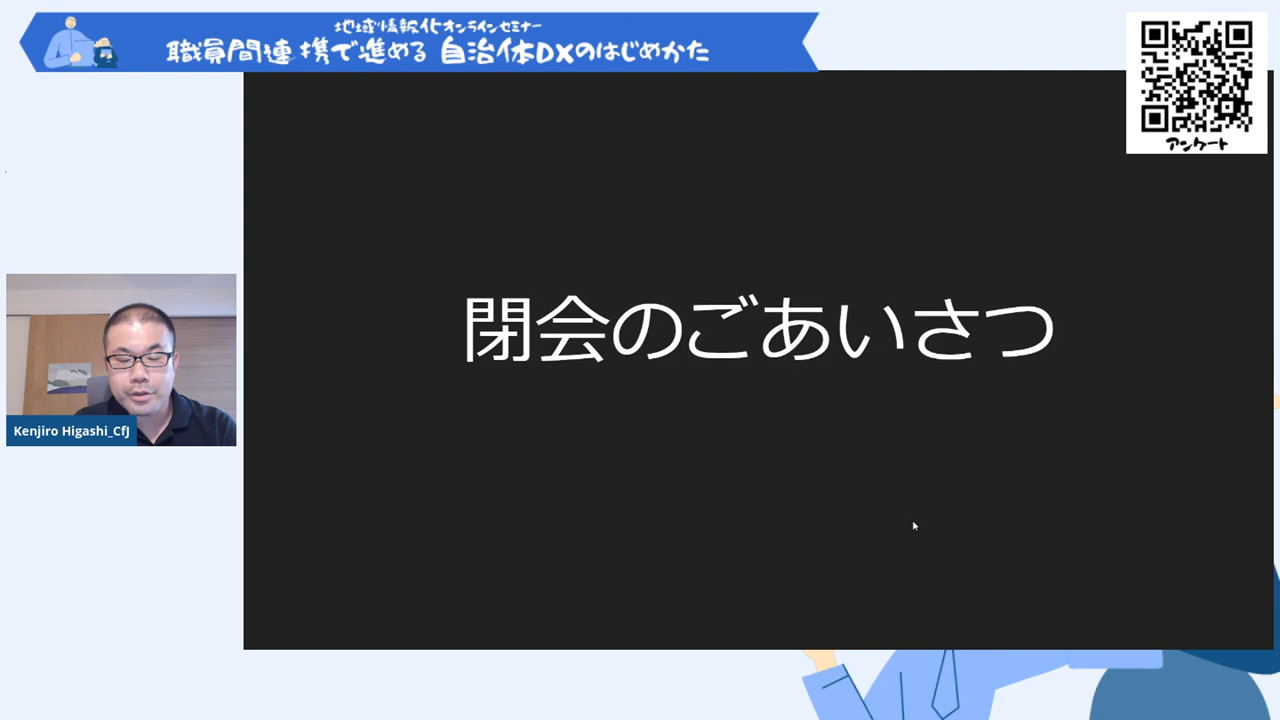 地域情報化オンラインセミナー
職員間連携で進める 自治体DXのはじめかた
アンケート
閉会のごあいさつ
Kenjiro Higashi_CfJ